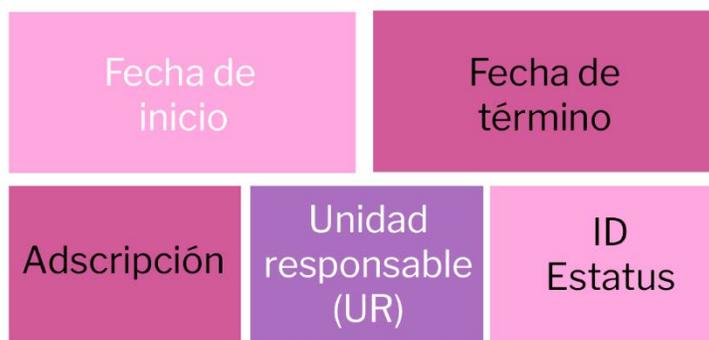 Fecha de
inicio
Fecha de
término
Adscripción
Unidad
responsable
(UR)
ID
Estatus